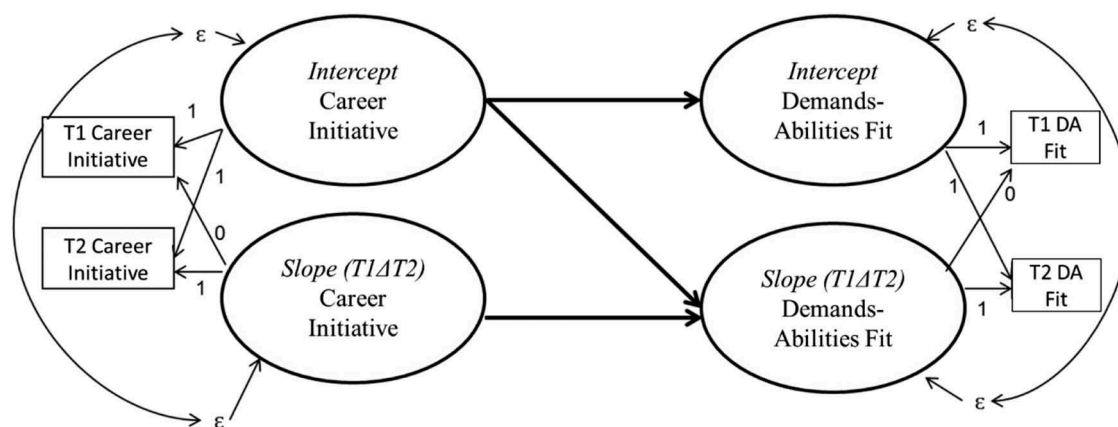 ε
Intercept
Career
Initiative
Intercept
Demands-
Abilities Fit
ε
1
T1 Career
Initiative
1
0
T2 Career
Initiative
1
Slope (T1ΔT2)
Career
Initiative
Slope (T1ΔT2)
Demands-
Abilities Fit
1
T1 DA
Fit
1
0
T2 DA
Fit
1
ε
ε